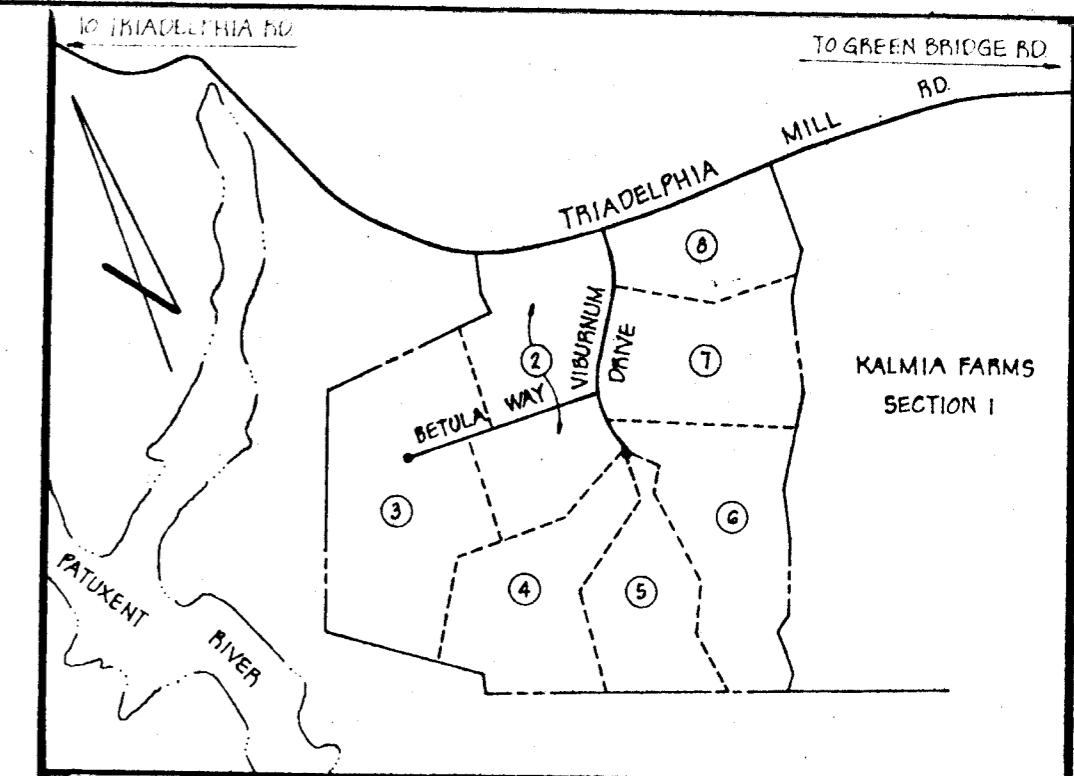 TO TRIADELPHIA RD.
TO GREEN BRIDGE RD.
TRIADELPHIA MILL RD.
8
VIBURNUM DRIVE
2
7
KALMIA FARMS
SECTION 1
BETULA WAY
3
6
4
5
PATUXENT
RIVER